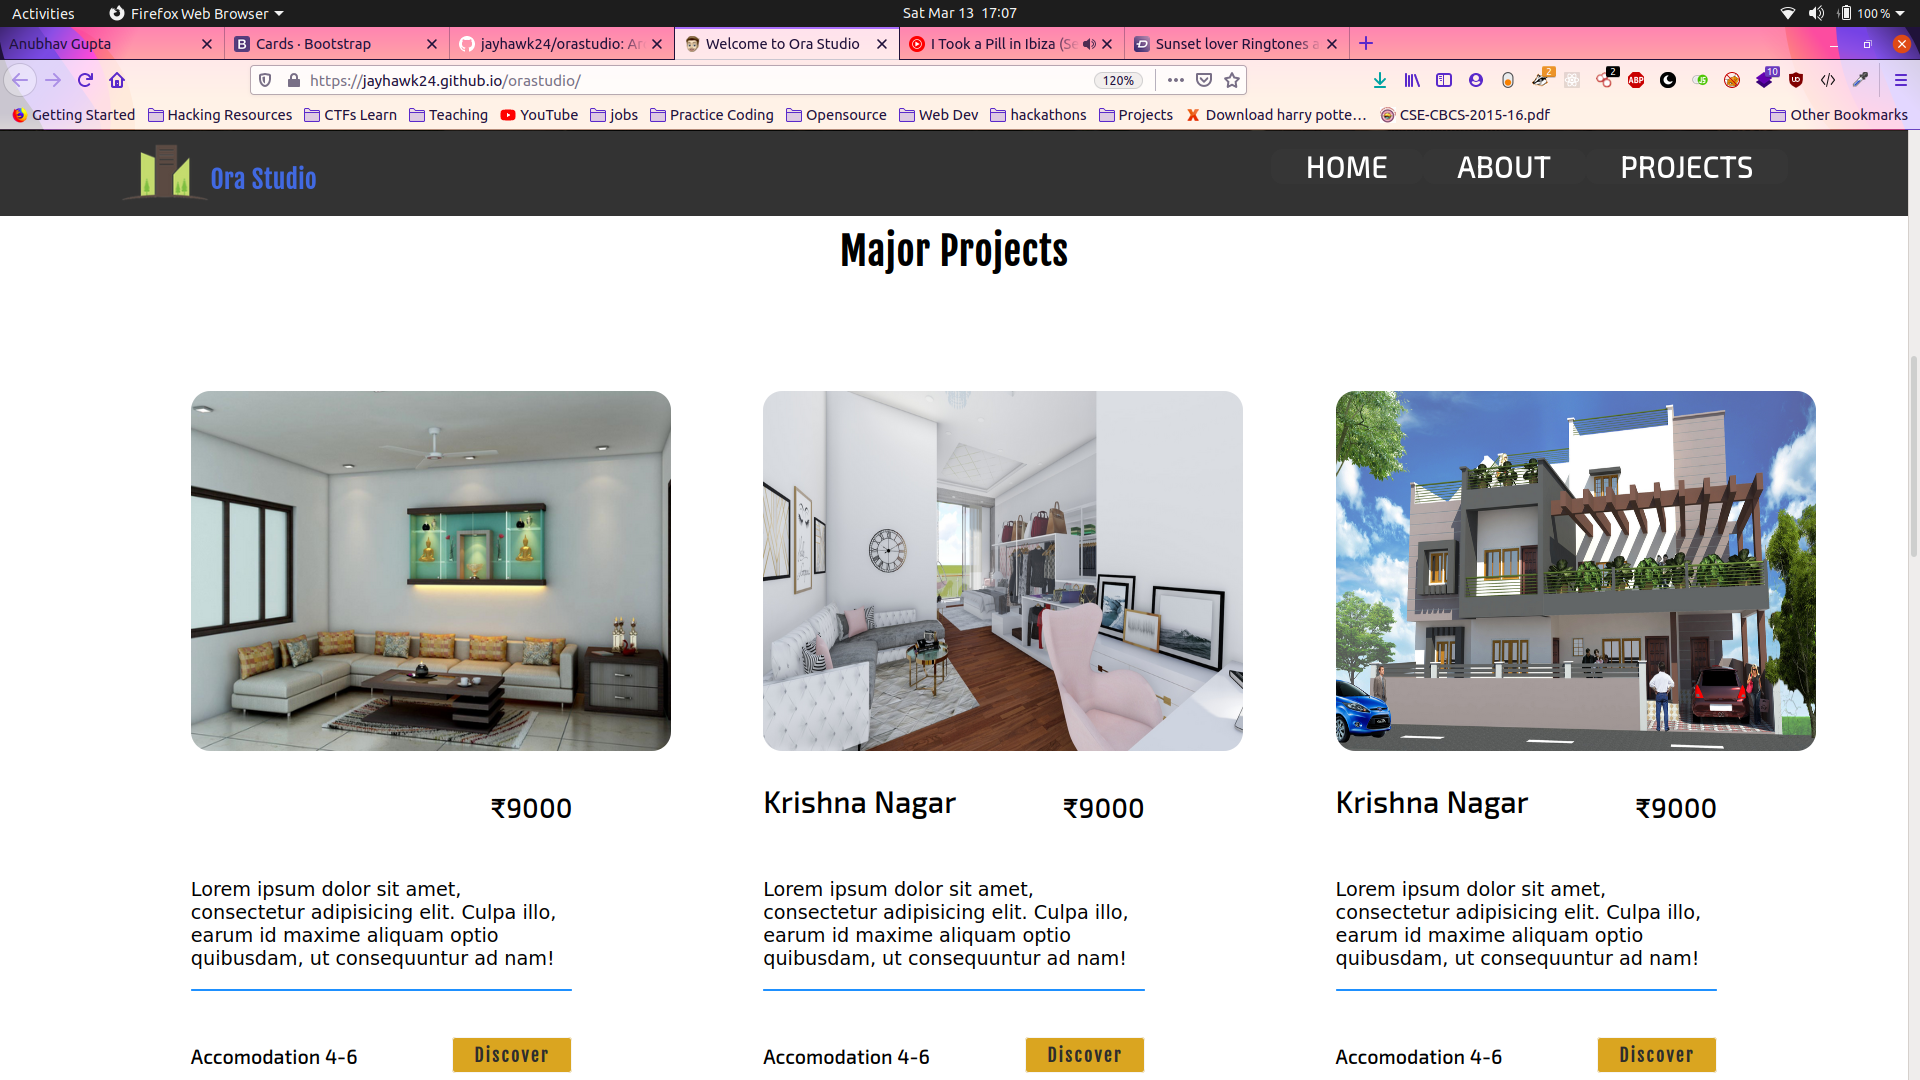 Activities
Firefox Web Browser
Sat Mar 13 17:07
100 %
Anubhav Gupta
Cards · Bootstrap
jayhawk24/orastudio: Ar
Welcome to Ora Studio
I Took a Pill in Ibiza (Se
Sunset lover Ringtones a
https://jayhawk24.github.io/orastudio/
120%
2
2
ABP
10
Getting Started
Hacking Resources
CTFs Learn
Teaching
YouTube
jobs
Practice Coding
Opensource
Web Dev
hackathons
Projects
Download harry potte…
CSE-CBCS-2015-16.pdf
Other Bookmarks
Ora Studio
HOME
ABOUT
PROJECTS
Major Projects
₹9000
Lorem ipsum dolor sit amet,
consectetur adipisicing elit. Culpa illo,
earum id maxime aliquam optio
quibusdam, ut consequuntur ad nam!
Accomodation 4-6
Discover
Krishna Nagar
₹9000
Lorem ipsum dolor sit amet,
consectetur adipisicing elit. Culpa illo,
earum id maxime aliquam optio
quibusdam, ut consequuntur ad nam!
Accomodation 4-6
Discover
Krishna Nagar
₹9000
Lorem ipsum dolor sit amet,
consectetur adipisicing elit. Culpa illo,
earum id maxime aliquam optio
quibusdam, ut consequuntur ad nam!
Accomodation 4-6
Discover